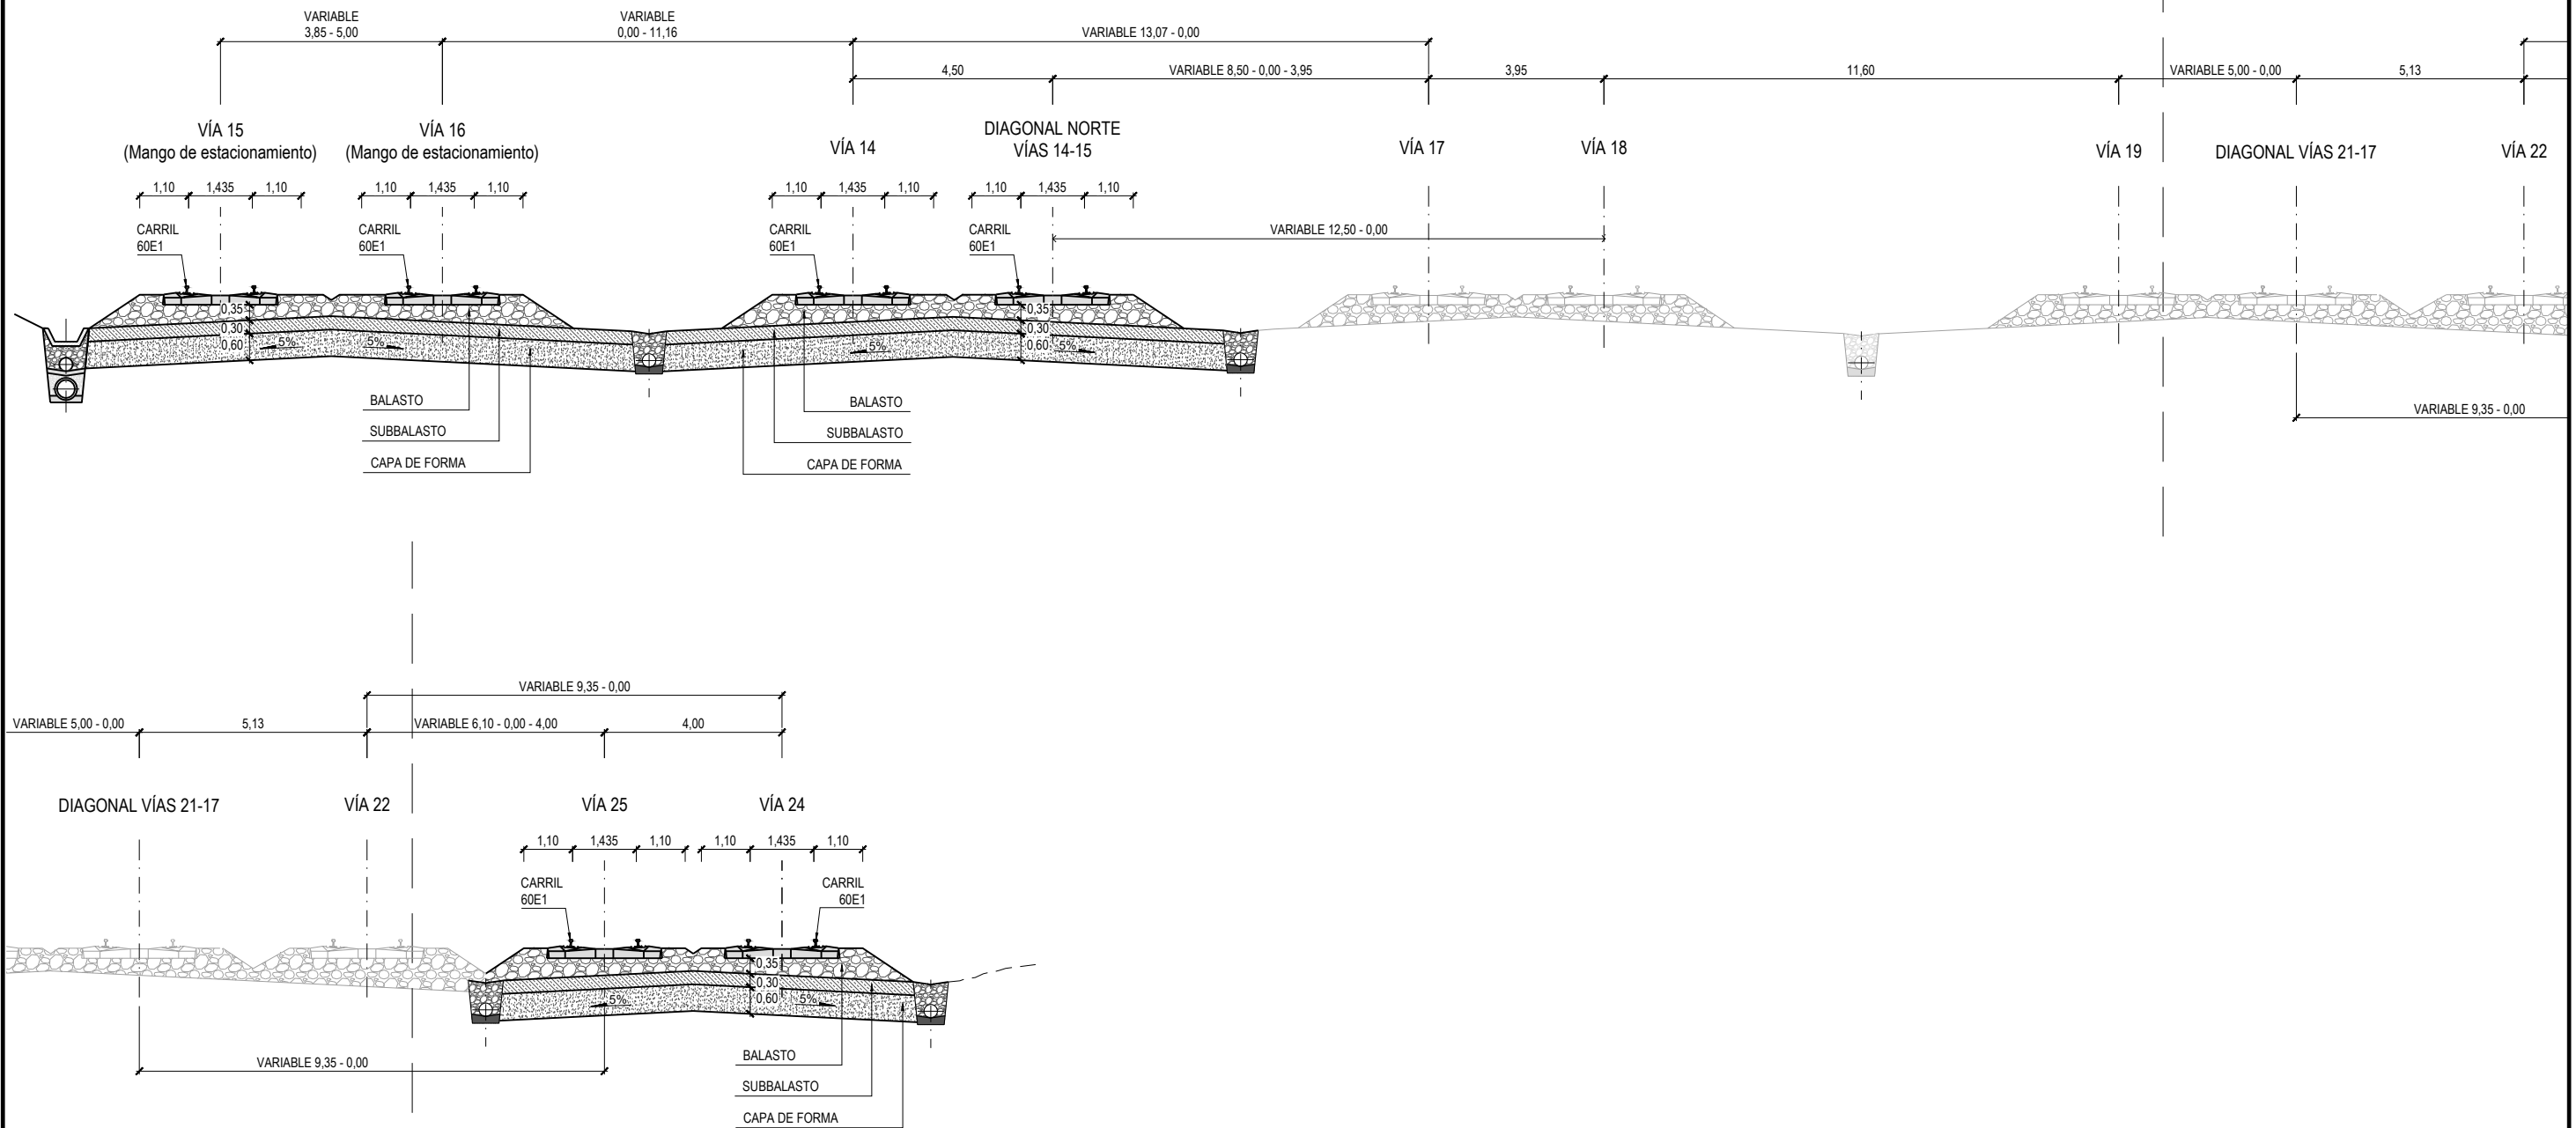 VARIABLE
3,85 - 5,00
VARIABLE
0,00 - 11,16
VARIABLE 13,07 - 0,00
4,50
VARIABLE 8,50 - 0,00 - 3,95
3,95
11,60
VARIABLE 5,00 - 0,00
5,13
VÍA 15
(Mango de estacionamiento)
VÍA 16
(Mango de estacionamiento)
VÍA 14
DIAGONAL NORTE
VÍAS 14-15
VÍA 17
VÍA 18
VÍA 19
DIAGONAL VÍAS 21-17
VÍA 22
1,10 1,435 1,10
1,10 1,435 1,10
1,10 1,435 1,10
1,10 1,435 1,10
CARRIL
60E1
CARRIL
60E1
CARRIL
60E1
CARRIL
60E1
VARIABLE 12,50 - 0,00
0,35
0,30
0,60
5%
5%
0,35
0,30
0,60
5%
5%
BALASTO
SUBBALASTO
CAPA DE FORMA
BALASTO
SUBBALASTO
CAPA DE FORMA
VARIABLE 9,35 - 0,00
VARIABLE 9,35 - 0,00
VARIABLE 5,00 - 0,00
5,13
VARIABLE 6,10 - 0,00 - 4,00
4,00
DIAGONAL VÍAS 21-17
VÍA 22
VÍA 25
VÍA 24
1,10 1,435 1,10
1,10 1,435 1,10
CARRIL
60E1
CARRIL
60E1
0,35
0,30
0,60
5%
5%
VARIABLE 9,35 - 0,00
BALASTO
SUBBALASTO
CAPA DE FORMA